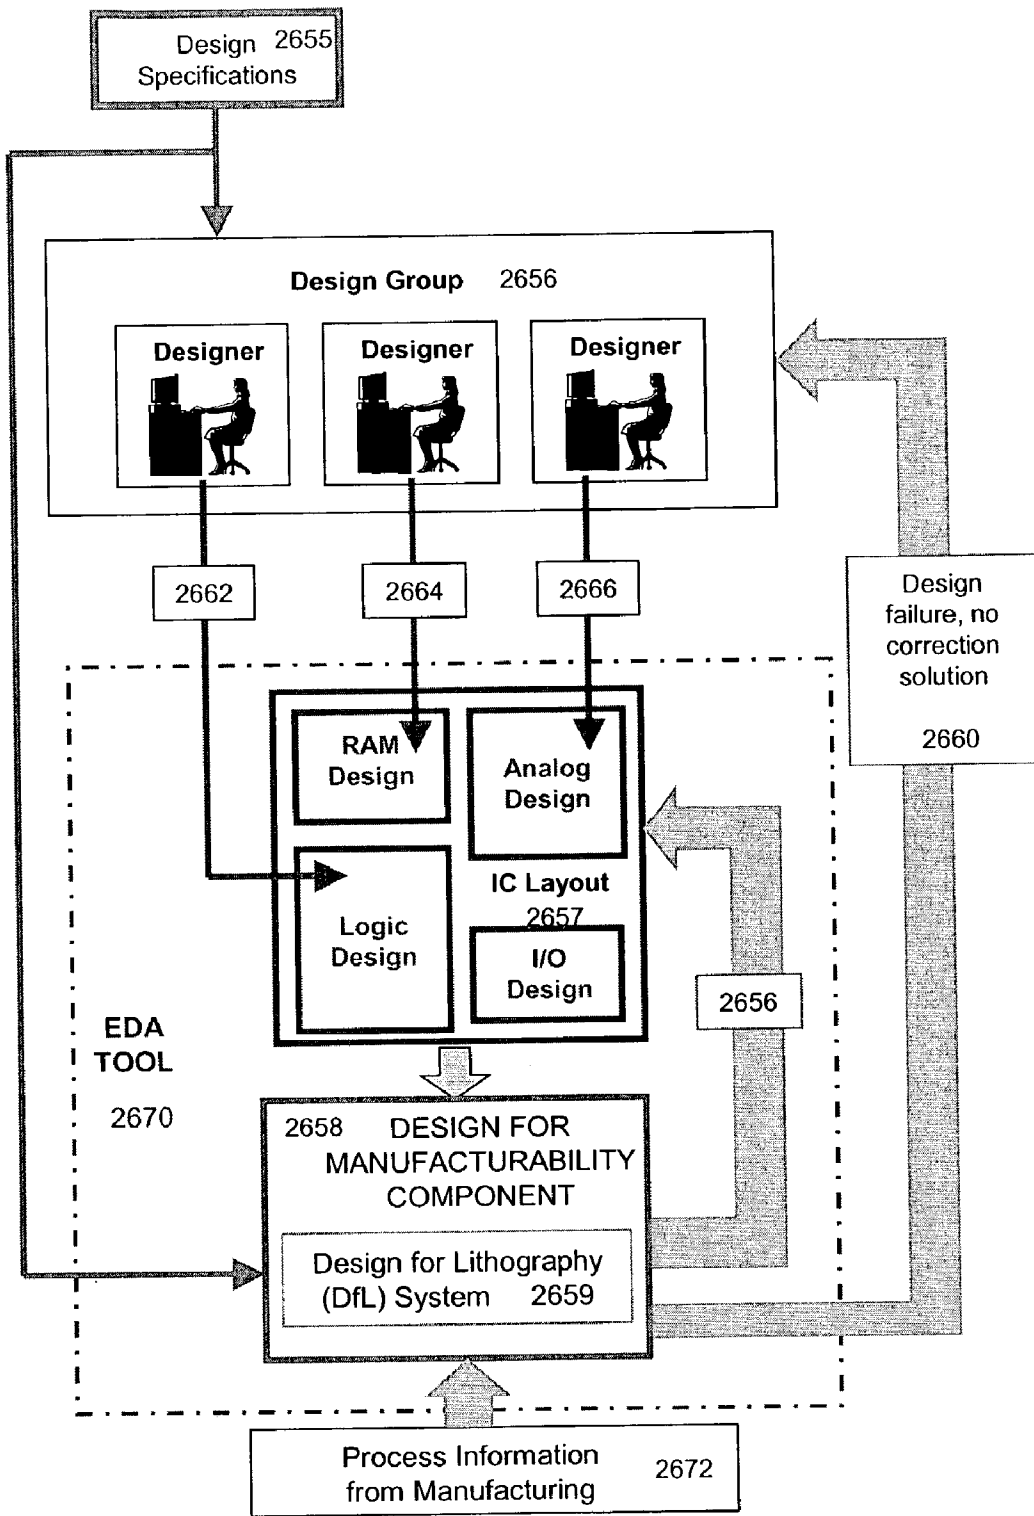 Design 2655
Specifications
Design Group 2656
Designer
Designer
Designer
2662
2664
2666
Design
failure, no
correction
solution
2660
RAM
Design
Analog
Design
IC Layout
2657
Logic
Design
I/O
Design
2656
EDA
TOOL
2670
2658 DESIGN FOR
MANUFACTURABILITY
COMPONENT
Design for Lithography
(DfL) System 2659
Process Information
from Manufacturing 2672